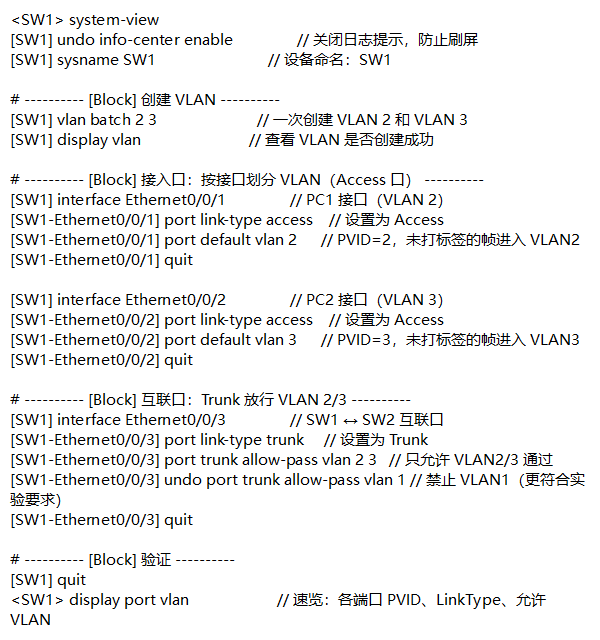 <SW1> system-view
[SW1] undo info-center enable // 关闭日志提示，防止刷屏
[SW1] sysname SW1 // 设备命名：SW1
# ---------- [Block] 创建 VLAN ----------
[SW1] vlan batch 2 3 // 一次创建 VLAN 2 和 VLAN 3
[SW1] display vlan // 查看 VLAN 是否创建成功
# ---------- [Block] 接入口：按接口划分 VLAN（Access 口） ----------
[SW1] interface Ethernet0/0/1 // PC1 接口（VLAN 2）
[SW1-Ethernet0/0/1] port link-type access // 设置为 Access
[SW1-Ethernet0/0/1] port default vlan 2 // PVID=2，未打标签的帧进入 VLAN2
[SW1-Ethernet0/0/1] quit
[SW1] interface Ethernet0/0/2 // PC2 接口（VLAN 3）
[SW1-Ethernet0/0/2] port link-type access // 设置为 Access
[SW1-Ethernet0/0/2] port default vlan 3 // PVID=3，未打标签的帧进入 VLAN3
[SW1-Ethernet0/0/2] quit
# ---------- [Block] 互联口：Trunk 放行 VLAN 2/3 ----------
[SW1] interface Ethernet0/0/3 // SW1 ↔ SW2 互联口
[SW1-Ethernet0/0/3] port link-type trunk // 设置为 Trunk
[SW1-Ethernet0/0/3] port trunk allow-pass vlan 2 3 // 只允许 VLAN2/3 通过
[SW1-Ethernet0/0/3] undo port trunk allow-pass vlan 1 // 禁止 VLAN1（更符合实
验要求）
[SW1-Ethernet0/0/3] quit
# ---------- [Block] 验证 ----------
[SW1] quit
<SW1> display port vlan // 速览：各端口 PVID、LinkType、允许
VLAN